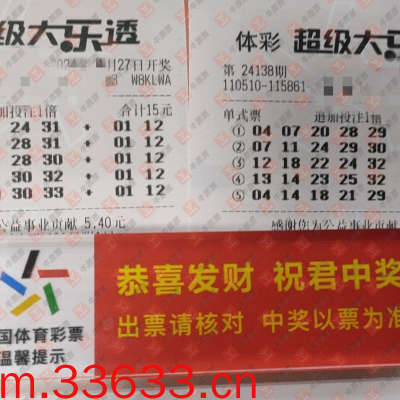 级大乐透
月27日开奖
W8KLWA
追加投注1倍 合计15元
24 31 + 01 12
28 31 + 01 12
28 30 + 01 12
30 32 + 01 12
30 33 + 01 12
公益事业贡献 5.40元
体彩 超级大乐
第 24138期
110510-115861
单式票 追加投注1倍
① 04 07 20 28 29
② 07 11 24 29 30
③ 12 18 22 24 32
④ 13 14 23 25 32
⑤ 04 14 18 21 29
感谢您为公益事业贡
恭喜发财 祝君中奖
出票请核对 中奖以票为准
国体育彩票
温馨提示
m.33633.cn